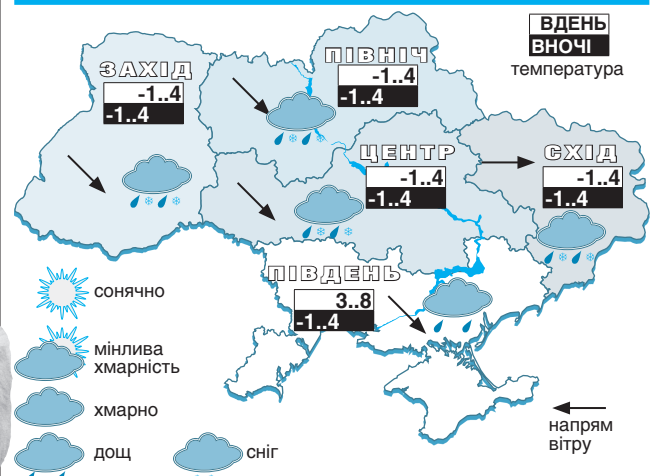 ВДЕНЬ
ВНОЧІ
температура
ЗАХІД
-1..4
-1..4
ПІВНІЧ
-1..4
-1..4
ЦЕНТР
-1..4
-1..4
СХІД
-1..4
-1..4
ПІВДЕНЬ
3..8
-1..4
сонячно
мінлива
хмарність
хмарно
дощ
сніг
напрям
вітру